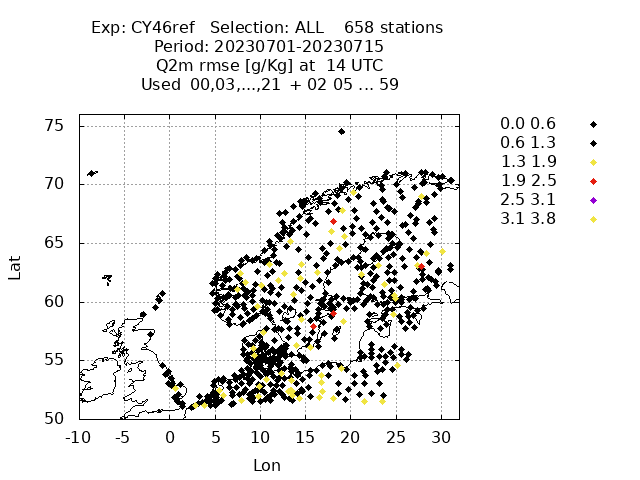 Exp: CY46ref   Selection: ALL    658 stations
Period: 20230701-20230715
Q2m rmse [g/Kg] at  14 UTC
Used  00,03,...,21  + 02 05 ... 59
0.0 0.6
0.6 1.3
1.3 1.9
1.9 2.5
2.5 3.1
3.1 3.8
75
70
65
60
55
50
Lat
-10 -5 0 5 10 15 20 25 30
Lon